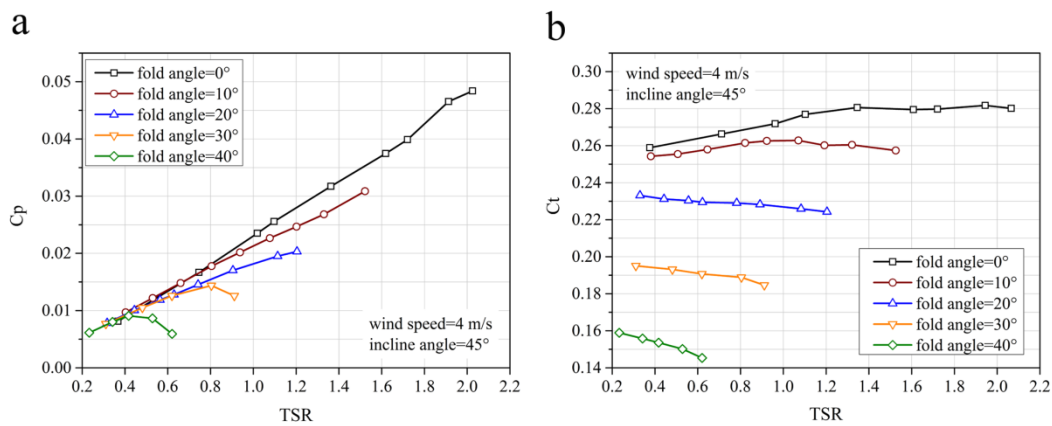 a
fold angle=0°
fold angle=10°
fold angle=20°
fold angle=30°
fold angle=40°
wind speed=4 m/s
incline angle=45°
Cp
0.05
0.04
0.03
0.02
0.01
0.00
0.2 0.4 0.6 0.8 1.0 1.2 1.4 1.6 1.8 2.0 2.2
TSR
b
wind speed=4 m/s
incline angle=45°
fold angle=0°
fold angle=10°
fold angle=20°
fold angle=30°
fold angle=40°
Ct
0.30
0.28
0.26
0.24
0.22
0.20
0.18
0.16
0.14
0.2 0.4 0.6 0.8 1.0 1.2 1.4 1.6 1.8 2.0 2.2
TSR